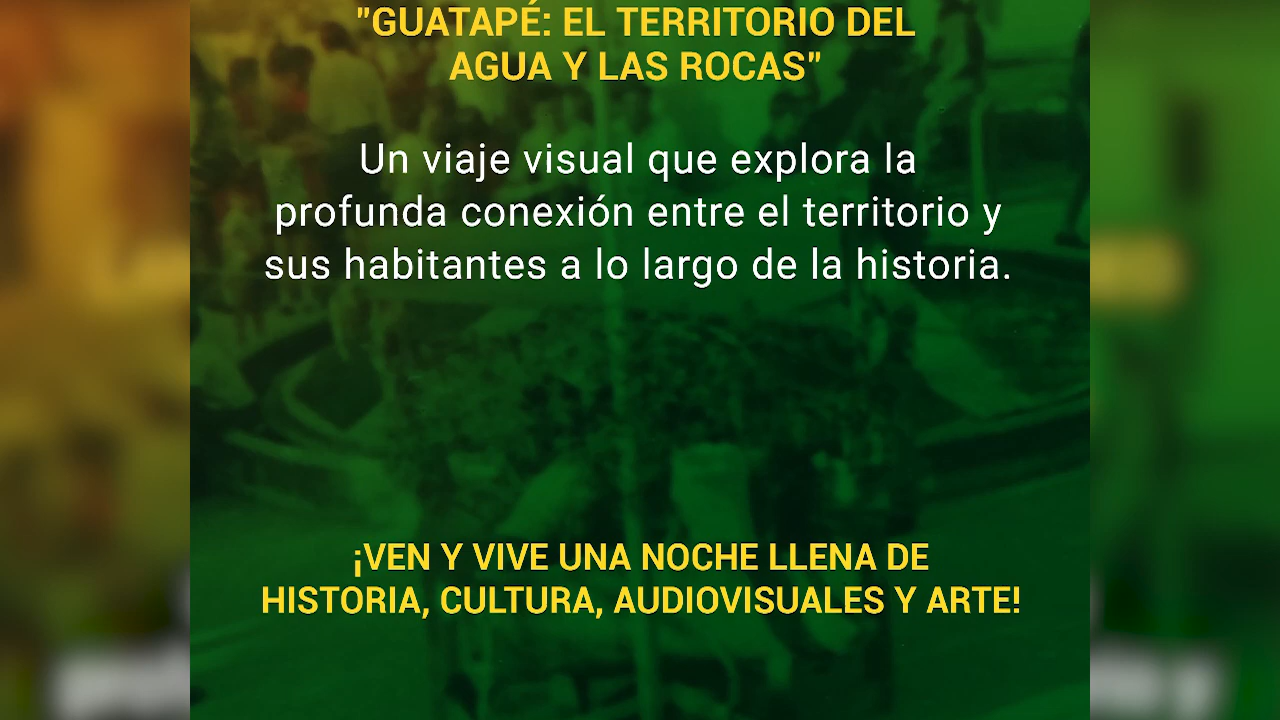 "GUATAPÉ: EL TERRITORIO DEL
AGUA Y LAS ROCAS"
Un viaje visual que explora la
profunda conexión entre el territorio y
sus habitantes a lo largo de la historia.
¡VEN Y VIVE UNA NOCHE LLENA DE
HISTORIA, CULTURA, AUDIOVISUALES Y ARTE!